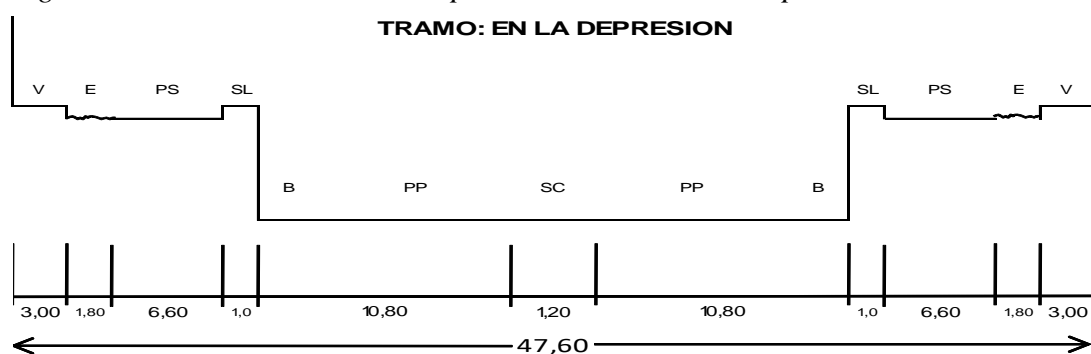 TRAMO: EN LA DEPRESION
V E PS SL SL PS E V
B PP SC PP B
3,00 1,80 6,60 1,0 10,80 1,20 10,80 1,0 6,60 1,80 3,00
47,60